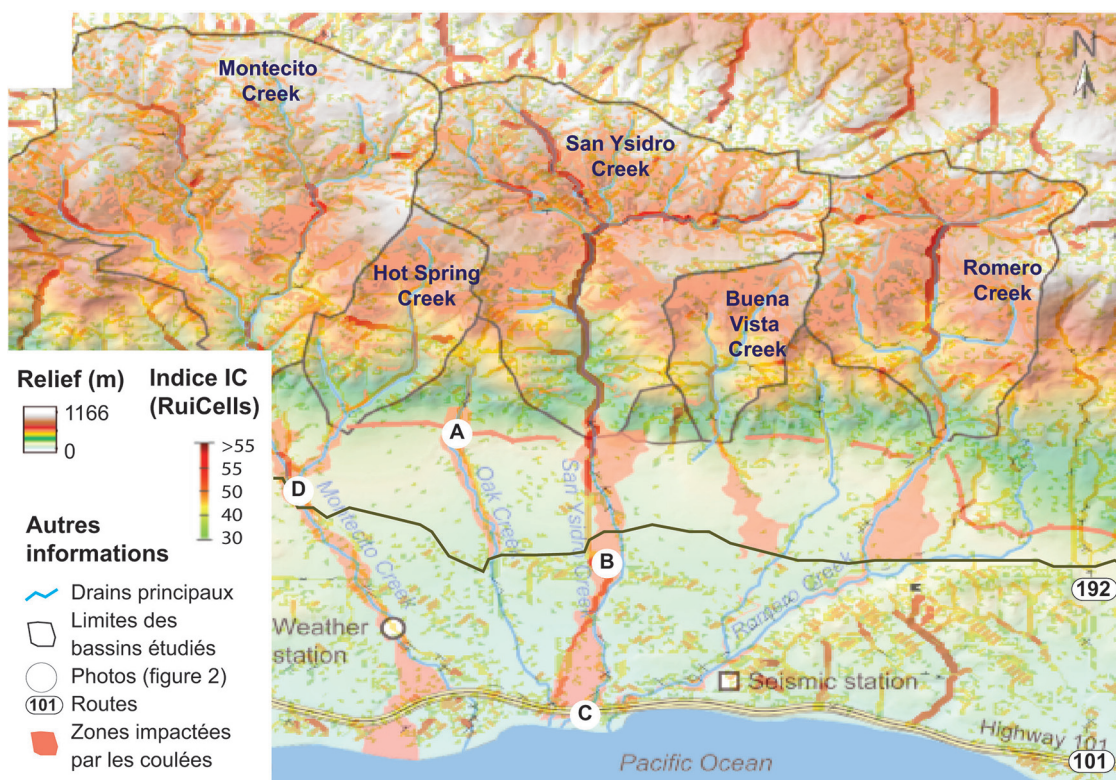 Montecito
Creek
N
San Ysidro
Creek
Hot Spring
Creek
Buena
Vista
Creek
Romero
Creek
Relief (m)
1166
0
Indice IC
(RuiCells)
>55
55
50
40
30
Autres
informations
Drains principaux
Limites des
bassins étudiés
Photos (figure 2)
101 Routes
Zones impactées
par les coulées
A
D
B
C
Montecito Creek
Oak Creek
San Ysidro Creek
Romero Creek
192
Weather
station
Seismic station
Highway 101
101
Pacific Ocean